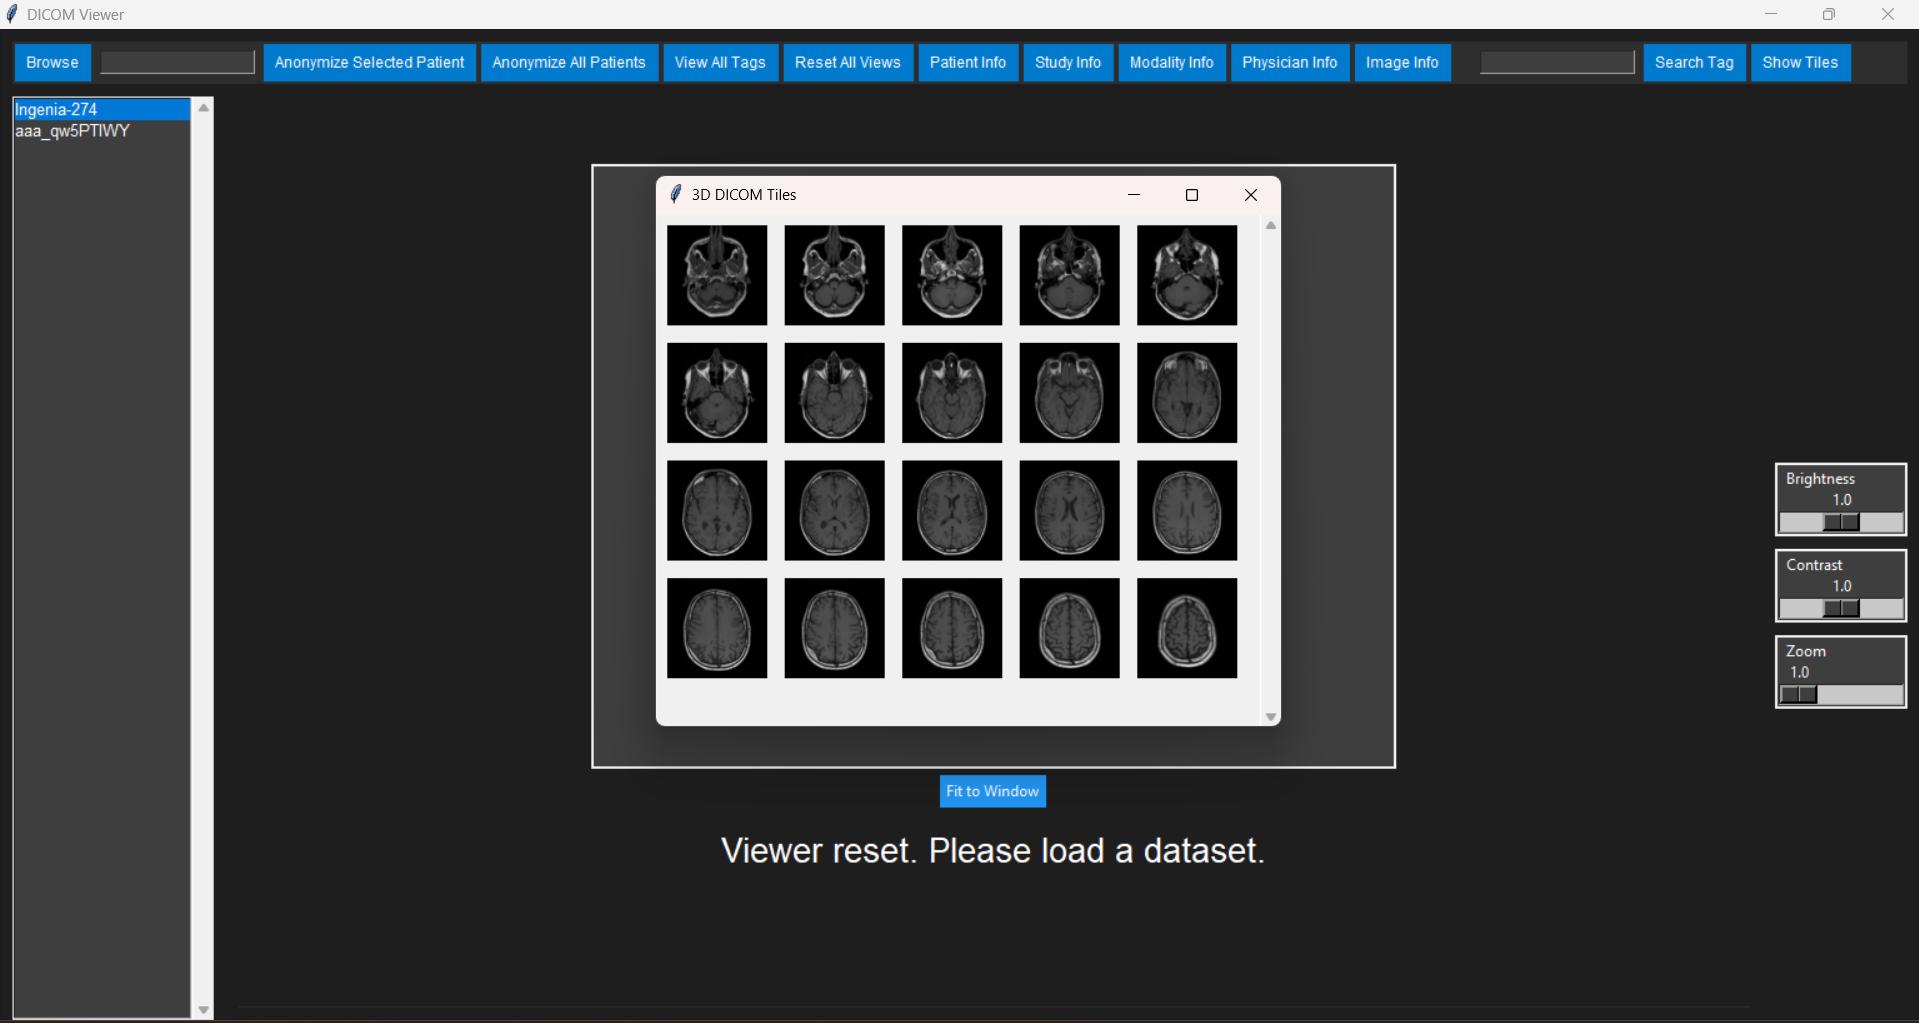 DICOM Viewer
Browse
Anonymize Selected Patient
Anonymize All Patients
View All Tags
Reset All Views
Patient Info
Study Info
Modality Info
Physician Info
Image Info
Search Tag
Show Tiles
Ingenia-274
aaa_qw5PTIWY
3D DICOM Tiles
Brightness
1.0
Contrast
1.0
Zoom
1.0
Fit to Window
Viewer reset. Please load a dataset.